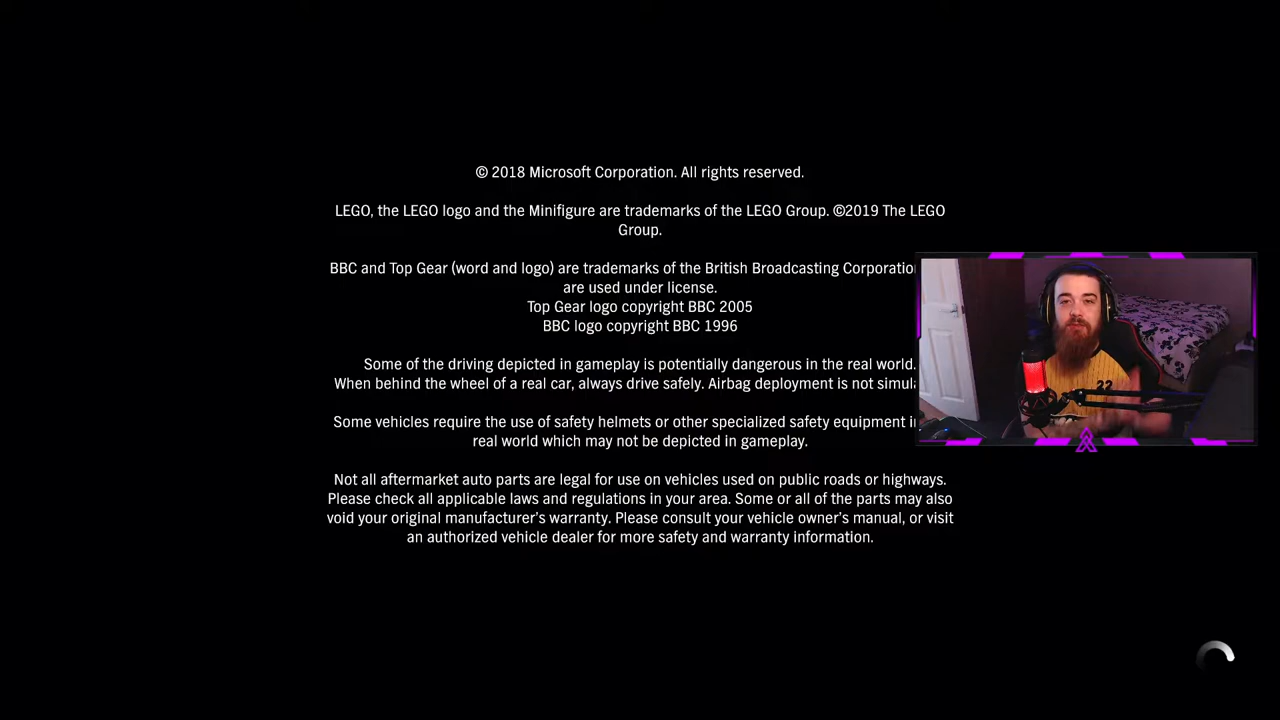 © 2018 Microsoft Corporation. All rights reserved.
LEGO, the LEGO logo and the Minifigure are trademarks of the LEGO Group. ©2019 The LEGO
Group.
BBC and Top Gear (word and logo) are trademarks of the British Broadcasting Corporatio
are used under license.
Top Gear logo copyright BBC 2005
BBC logo copyright BBC 1996
Some of the driving depicted in gameplay is potentially dangerous in the real world.
When behind the wheel of a real car, always drive safely. Airbag deployment is not simul
Some vehicles require the use of safety helmets or other specialized safety equipment i
real world which may not be depicted in gameplay.
Not all aftermarket auto parts are legal for use on vehicles used on public roads or highways.
Please check all applicable laws and regulations in your area. Some or all of the parts may also
void your original manufacturer’s warranty. Please consult your vehicle owner’s manual, or visit
an authorized vehicle dealer for more safety and warranty information.
22